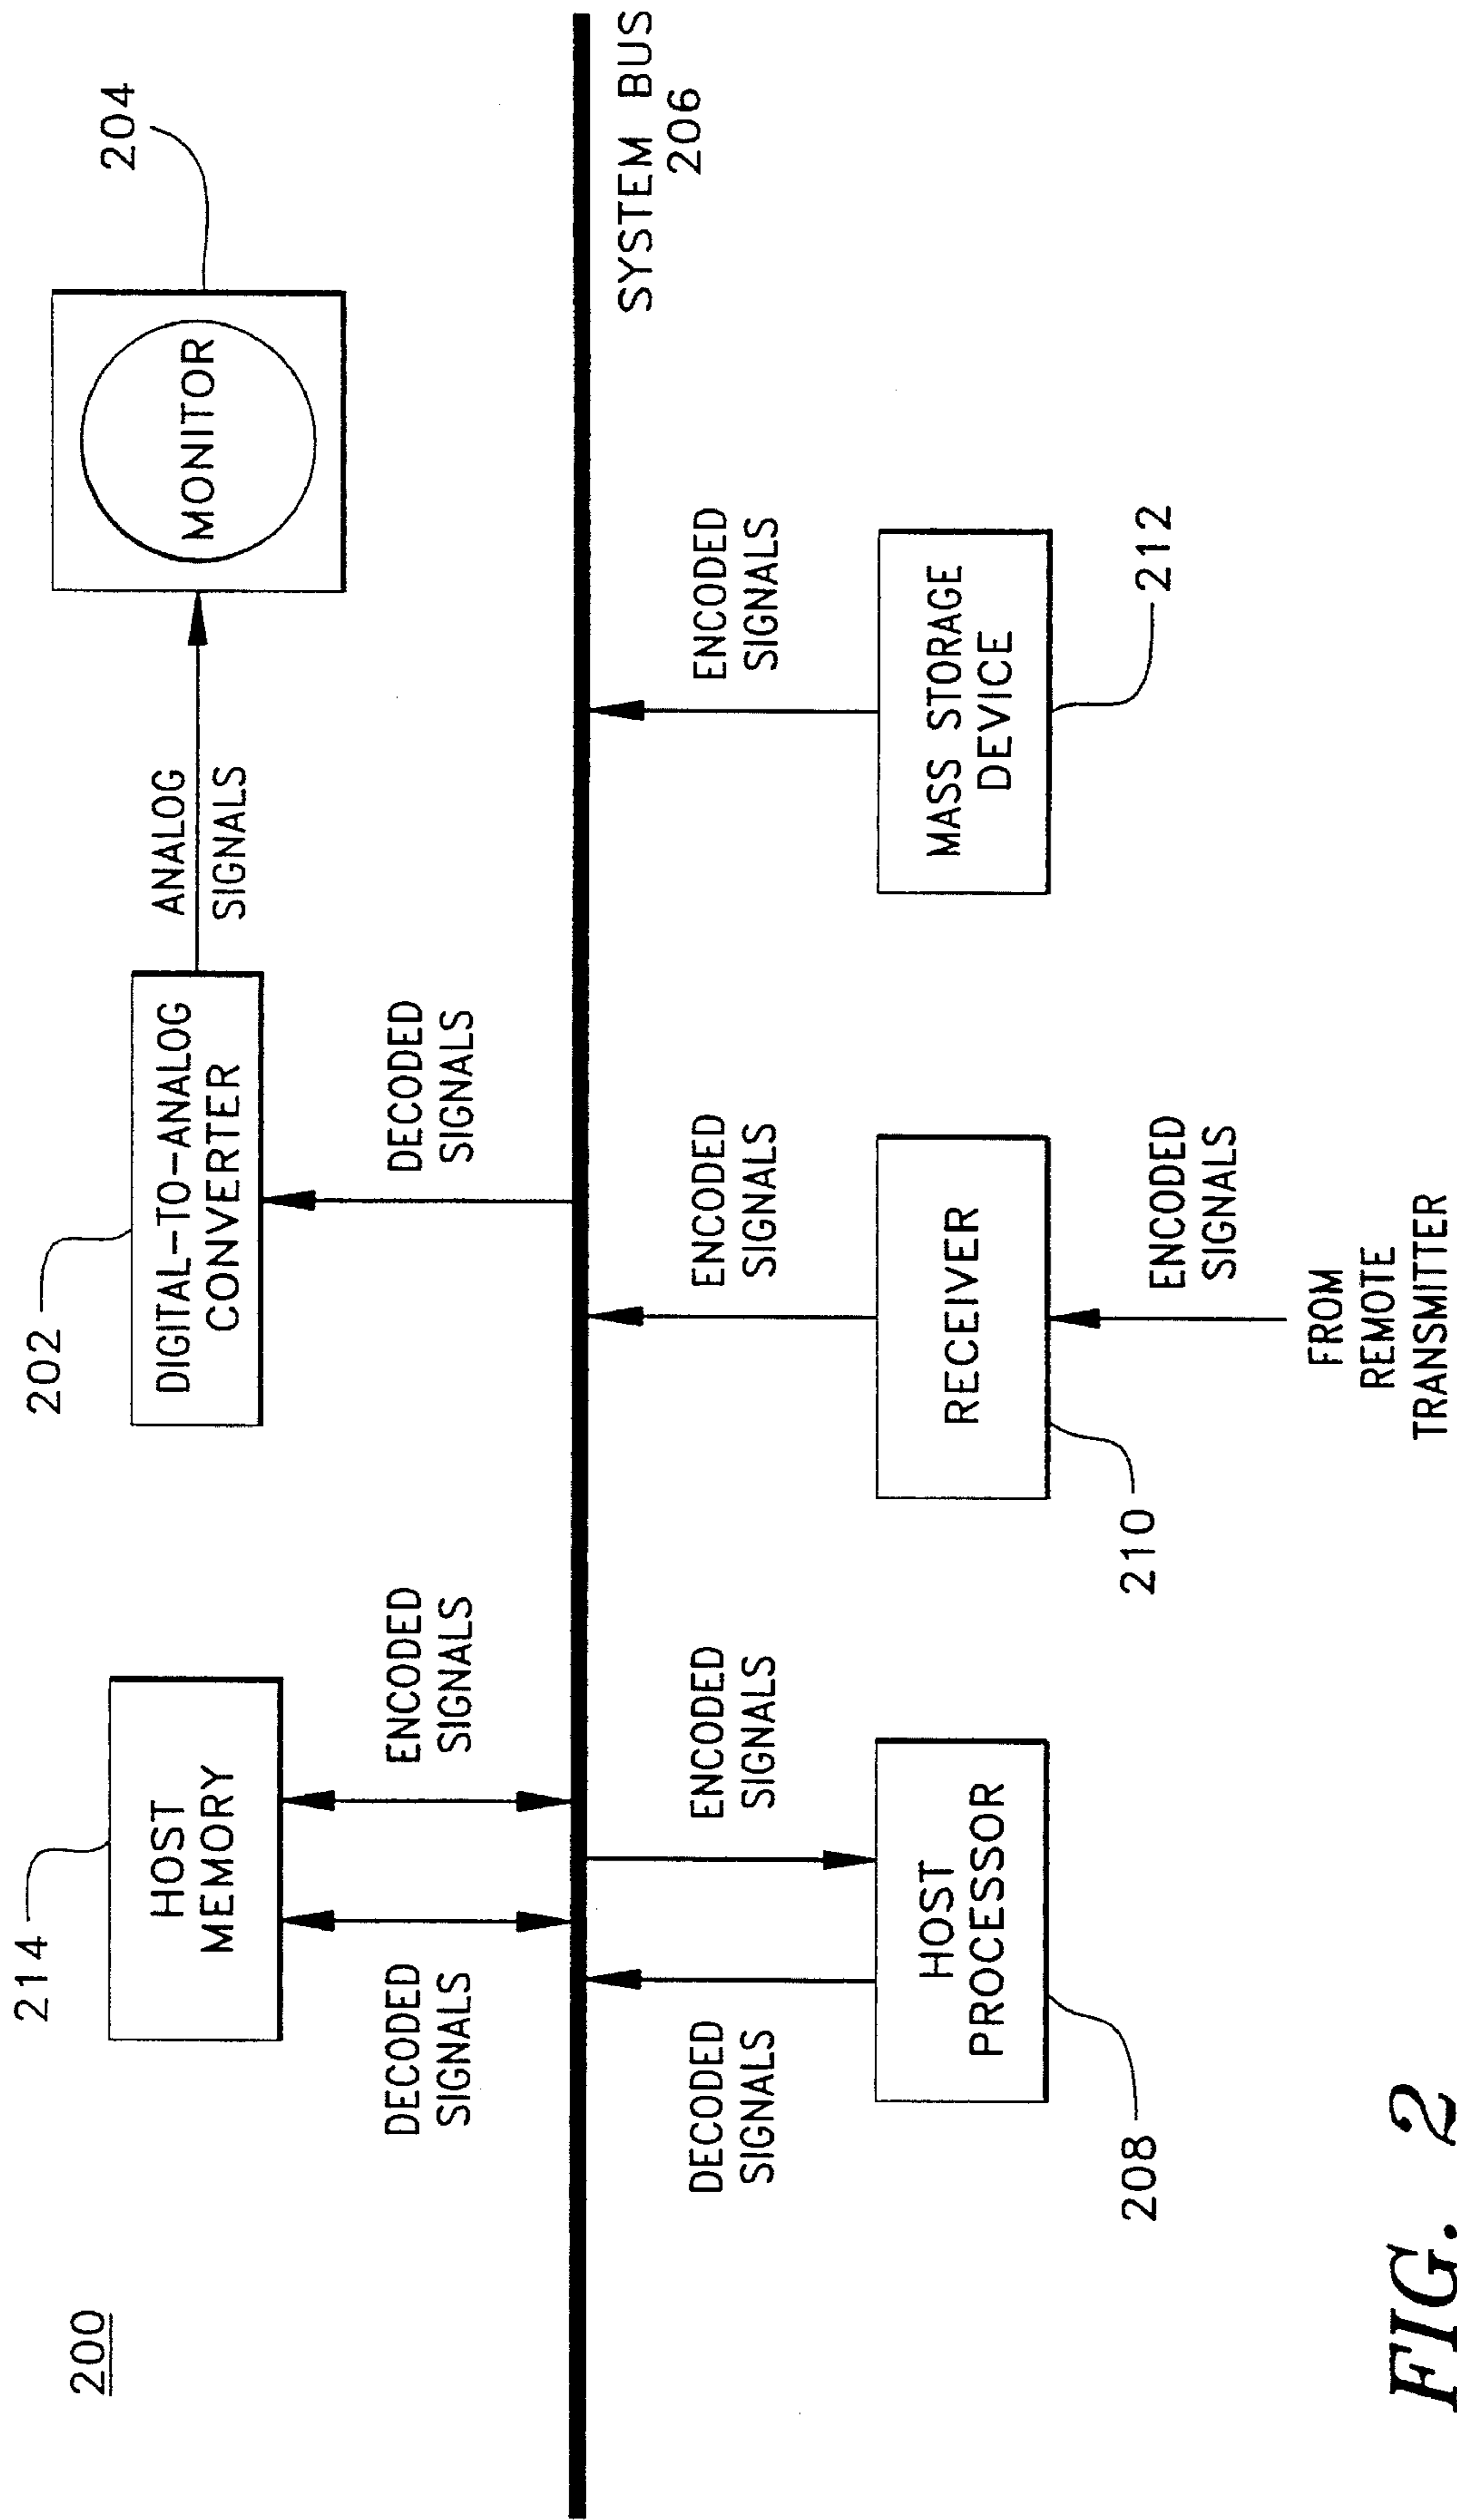 200
214
HOST
MEMORY
DECODED
SIGNALS
ENCODED
SIGNALS
202
DIGITAL-TO-ANALOG
CONVERTER
DECODED
SIGNALS
ANALOG
SIGNALS
MONITOR
204
SYSTEM BUS
206
DECODED
SIGNALS
ENCODED
SIGNALS
HOST
PROCESSOR
208
ENCODED
SIGNALS
RECEIVER
210
ENCODED
SIGNALS
FROM
REMOTE
TRANSMITTER
ENCODED
SIGNALS
MASS STORAGE
DEVICE
212
FIG. 2